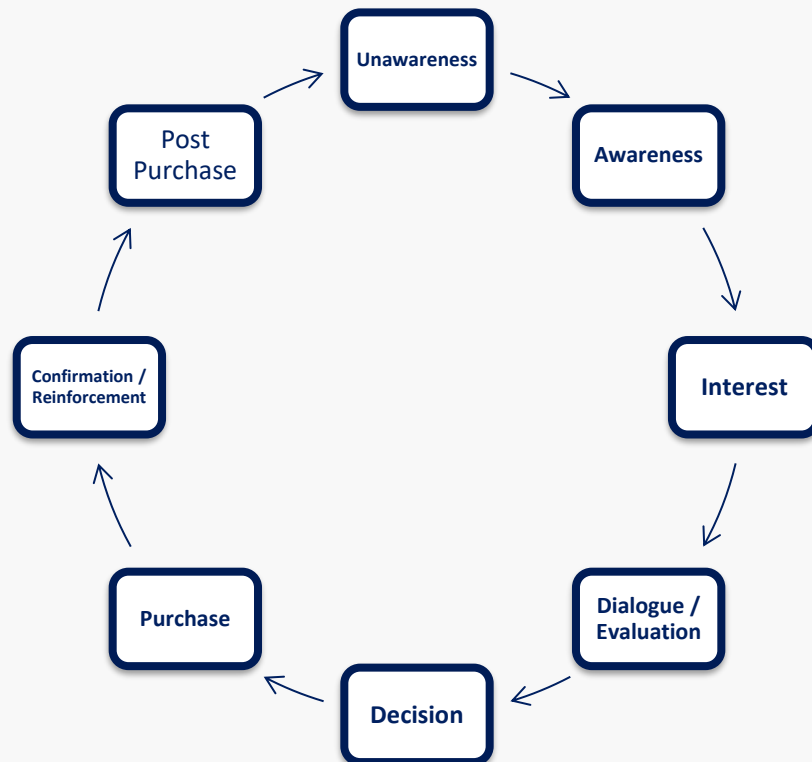 Unawareness
Awareness
Interest
Dialogue /
Evaluation
Decision
Purchase
Confirmation /
Reinforcement
Post
Purchase